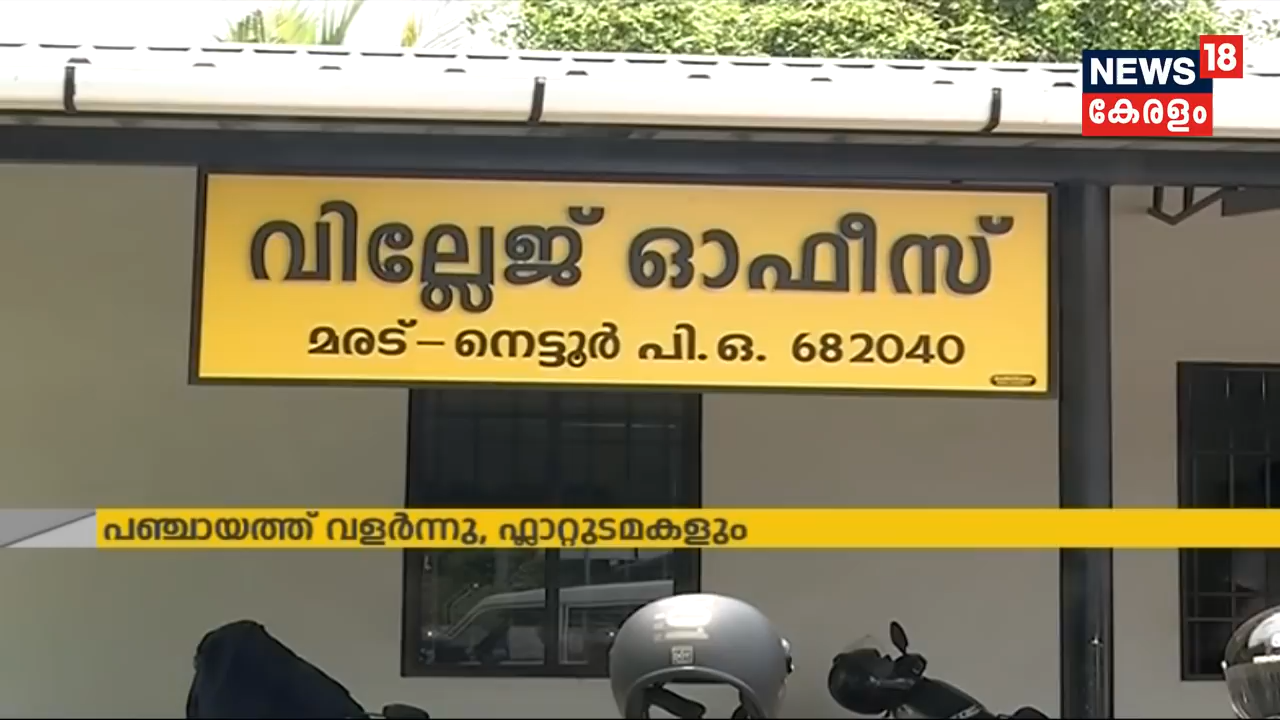 NEWS 18
കേരളം
വില്ലേജ് ഓഫീസ്
മരട് – നെട്ടൂർ പി. ഒ. 682040
പഞ്ചായത്ത് വളർന്നു, ഫ്ലാറ്റുടമകളും